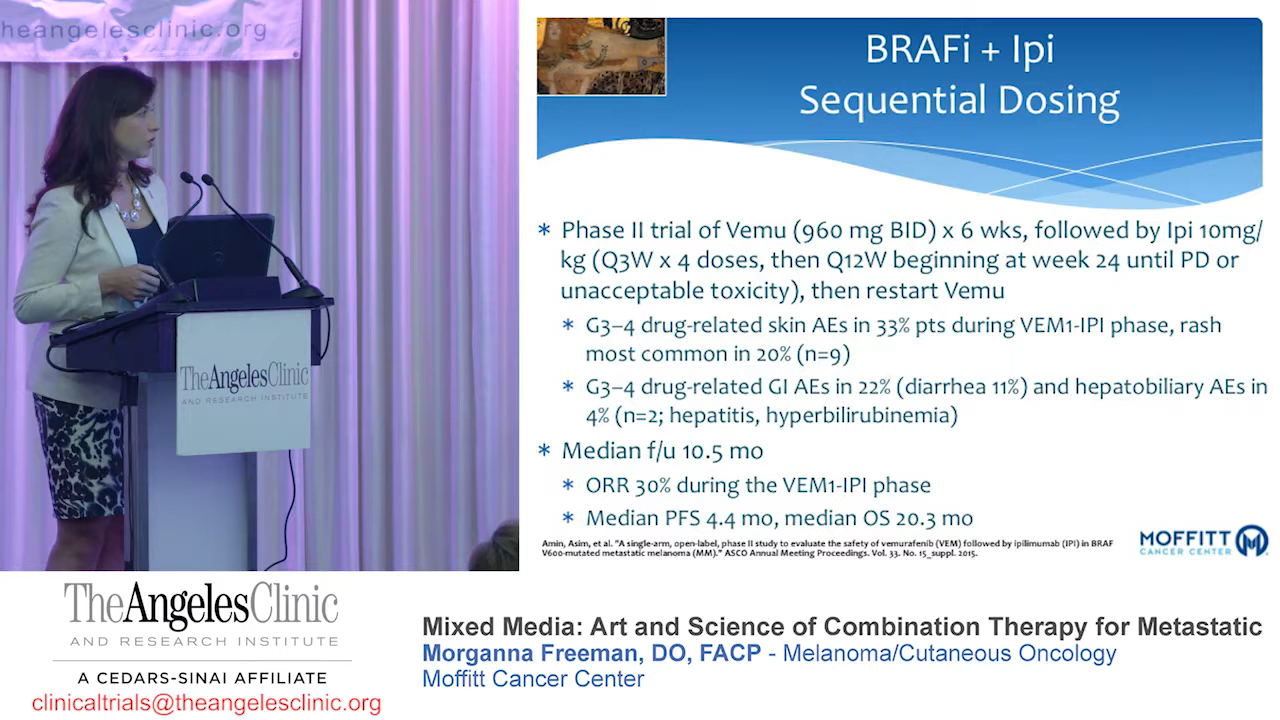 theangelesclinic.org
TheAngelesClinic
AND RESEARCH INSTITUTE
BRAFi + Ipi
Sequential Dosing
* Phase II trial of Vemu (960 mg BID) x 6 wks, followed by Ipi 10mg/
kg (Q3W x 4 doses, then Q12W beginning at week 24 until PD or
unacceptable toxicity), then restart Vemu
* G3–4 drug-related skin AEs in 33% pts during VEM1-IPI phase, rash
most common in 20% (n=9)
* G3–4 drug-related GI AEs in 22% (diarrhea 11%) and hepatobiliary AEs in
4% (n=2; hepatitis, hyperbilirubinemia)
* Median f/u 10.5 mo
* ORR 30% during the VEM1-IPI phase
* Median PFS 4.4 mo, median OS 20.3 mo
Amin, Asim, et al. "A single-arm, open-label, phase II study to evaluate the safety of vemurafenib (VEM) followed by ipilimumab (IPI) in BRAF
V600-mutated metastatic melanoma (MM)." ASCO Annual Meeting Proceedings. Vol. 33. No. 15_suppl. 2015.
MOFFITT
CANCER CENTER
TheAngelesClinic
AND RESEARCH INSTITUTE
A CEDARS-SINAI AFFILIATE
clinicaltrials@theangelesclinic.org
Mixed Media: Art and Science of Combination Therapy for Metastatic
Morganna Freeman, DO, FACP - Melanoma/Cutaneous Oncology
Moffitt Cancer Center